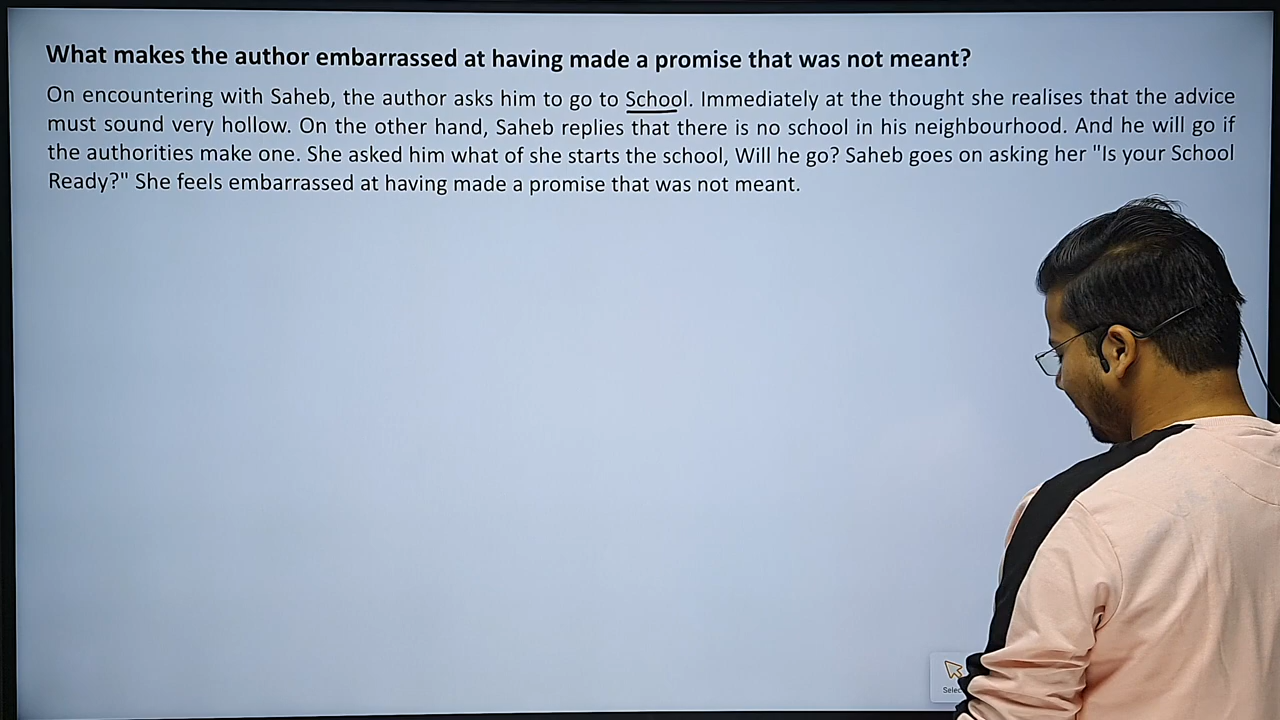 What makes the author embarrassed at having made a promise that was not meant?
On encountering with Saheb, the author asks him to go to School. Immediately at the thought she realises that the advice
must sound very hollow. On the other hand, Saheb replies that there is no school in his neighbourhood. And he will go if
the authorities make one. She asked him what of she starts the school, Will he go? Saheb goes on asking her "Is your School
Ready?" She feels embarrassed at having made a promise that was not meant.